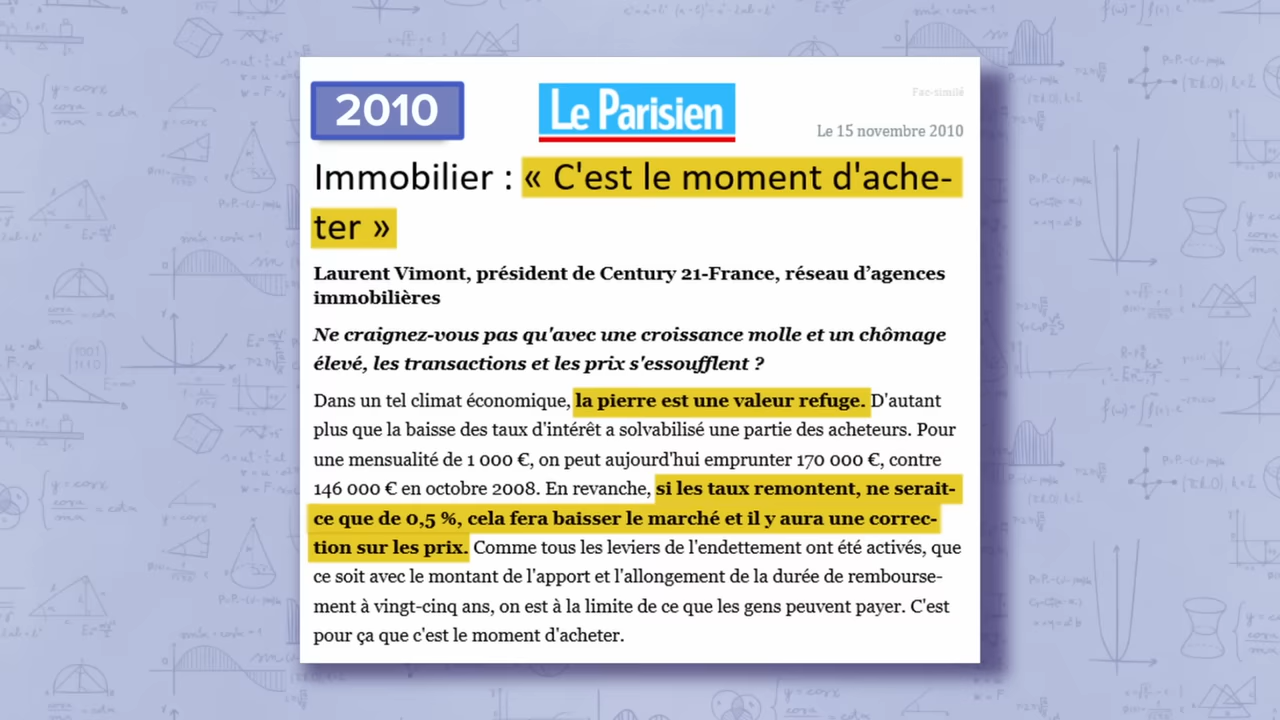 2010
Le Parisien
Fac-similé
Le 15 novembre 2010
Immobilier : « C'est le moment d'ache-
ter »
Laurent Vimont, président de Century 21-France, réseau d’agences
immobilières
Ne craignez-vous pas qu'avec une croissance molle et un chômage
élevé, les transactions et les prix s'essoufflent ?
Dans un tel climat économique, la pierre est une valeur refuge. D'autant
plus que la baisse des taux d'intérêt a solvabilisé une partie des acheteurs. Pour
une mensualité de 1 000 €, on peut aujourd'hui emprunter 170 000 €, contre
146 000 € en octobre 2008. En revanche, si les taux remontent, ne serait-
ce que de 0,5 %, cela fera baisser le marché et il y aura une correc-
tion sur les prix. Comme tous les leviers de l'endettement ont été activés, que
ce soit avec le montant de l'apport et l'allongement de la durée de rembourse-
ment à vingt-cinq ans, on est à la limite de ce que les gens peuvent payer. C'est
pour ça que c'est le moment d'acheter.